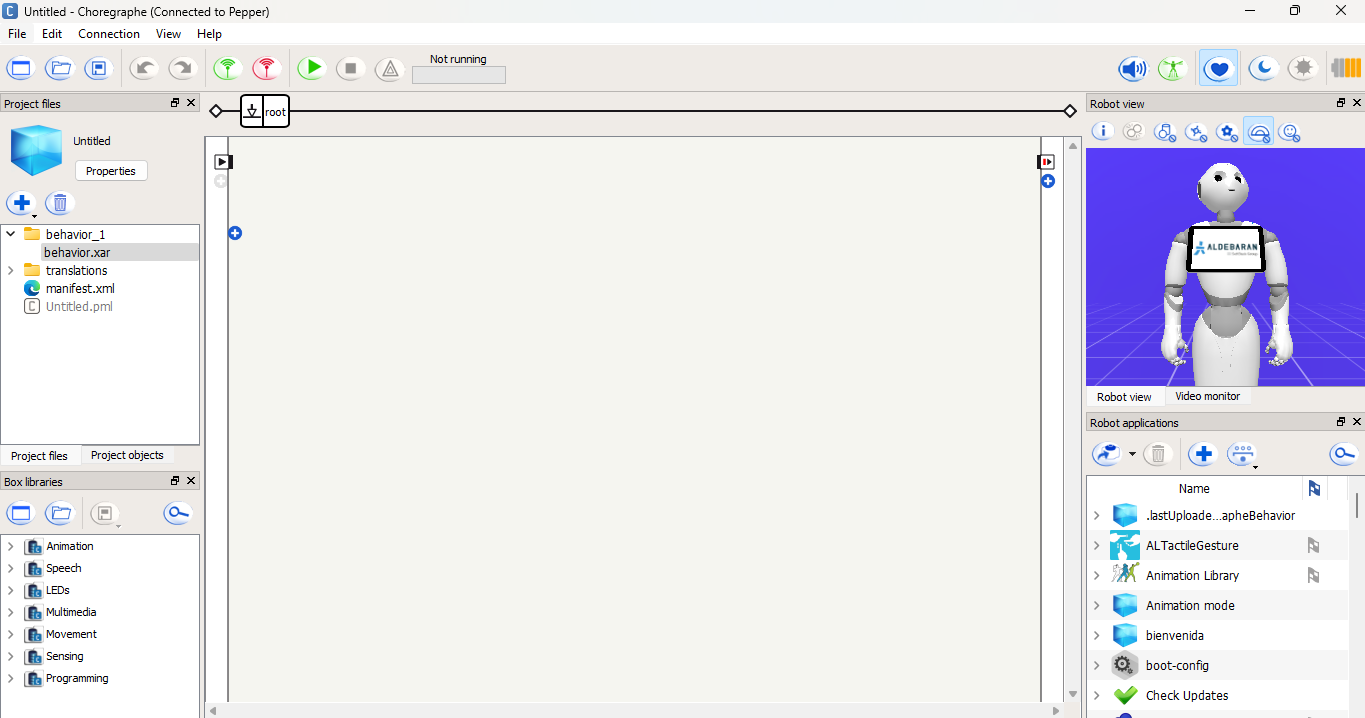 Untitled - Choregraphe (Connected to Pepper)
File Edit Connection View Help
Not running
Project files
Untitled
Properties
behavior_1
behavior.xar
translations
manifest.xml
Untitled.pml
Project files Project objects
Box libraries
Animation
Speech
LEDs
Multimedia
Movement
Sensing
Programming
root
Robot view
ALDEBARAN
Robot view Video monitor
Robot applications
Name
.lastUploade...apheBehavior
ALTactileGesture
Animation Library
Animation mode
bienvenida
boot-config
Check Updates